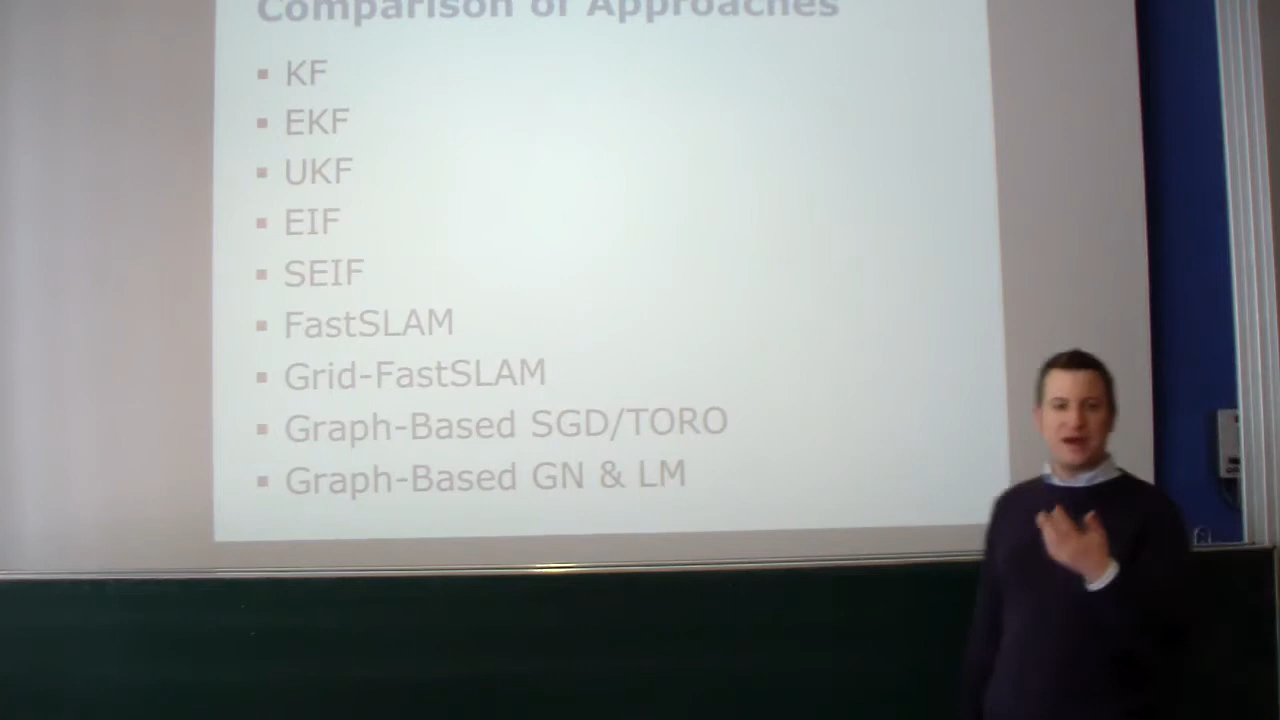 Comparison of Approaches
▪ KF
▪ EKF
▪ UKF
▪ EIF
▪ SEIF
▪ FastSLAM
▪ Grid-FastSLAM
▪ Graph-Based SGD/TORO
▪ Graph-Based GN & LM